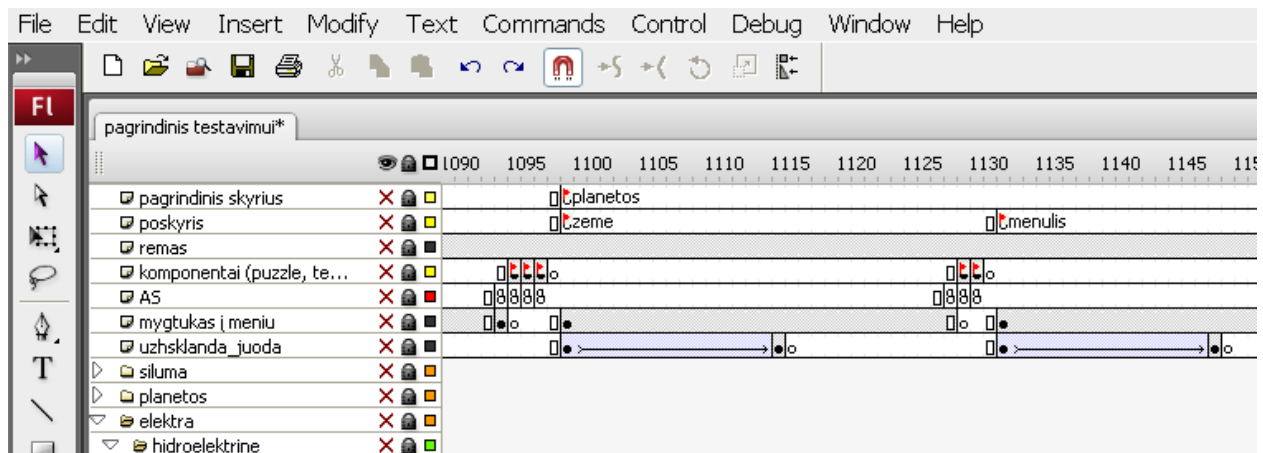 File Edit View Insert Modify Text Commands Control Debug Window Help
Fl
pagrindinis testavimui*
1090 1095 1100 1105 1110 1115 1120 1125 1130 1135 1140 1145
pagrindinis skyrius planetos
poskyris zeme menulis
remas
komponentai (puzzle, te...
AS
mygtukas į meniu
uzhsklanda_juoda
siluma
planetos
elektra
hidroelektrine
T